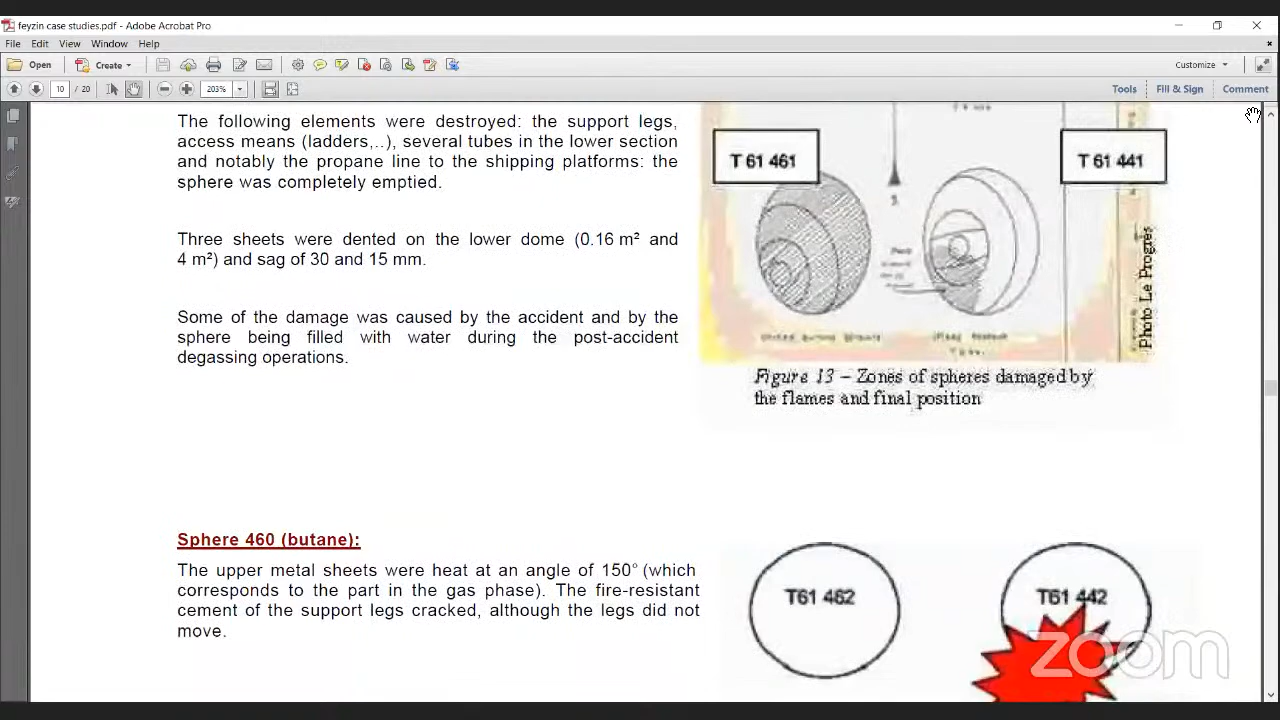 feyzin case studies.pdf - Adobe Acrobat Pro
File Edit View Window Help
Open Create Customize
10 / 20 203% Tools Fill & Sign Comment
The following elements were destroyed: the support legs,
access means (ladders,..), several tubes in the lower section
and notably the propane line to the shipping platforms: the
sphere was completely emptied.
Three sheets were dented on the lower dome (0.16 m² and
4 m²) and sag of 30 and 15 mm.
Some of the damage was caused by the accident and by the
sphere being filled with water during the post-accident
degassing operations.
T 61 461
T 61 441
Photo Le Progrès
Figure 13 – Zones of spheres damaged by
the flames and final position
Sphere 460 (butane):
The upper metal sheets were heat at an angle of 150° (which
corresponds to the part in the gas phase). The fire-resistant
cement of the support legs cracked, although the legs did not
move.
T61 462
T61 442
zoom